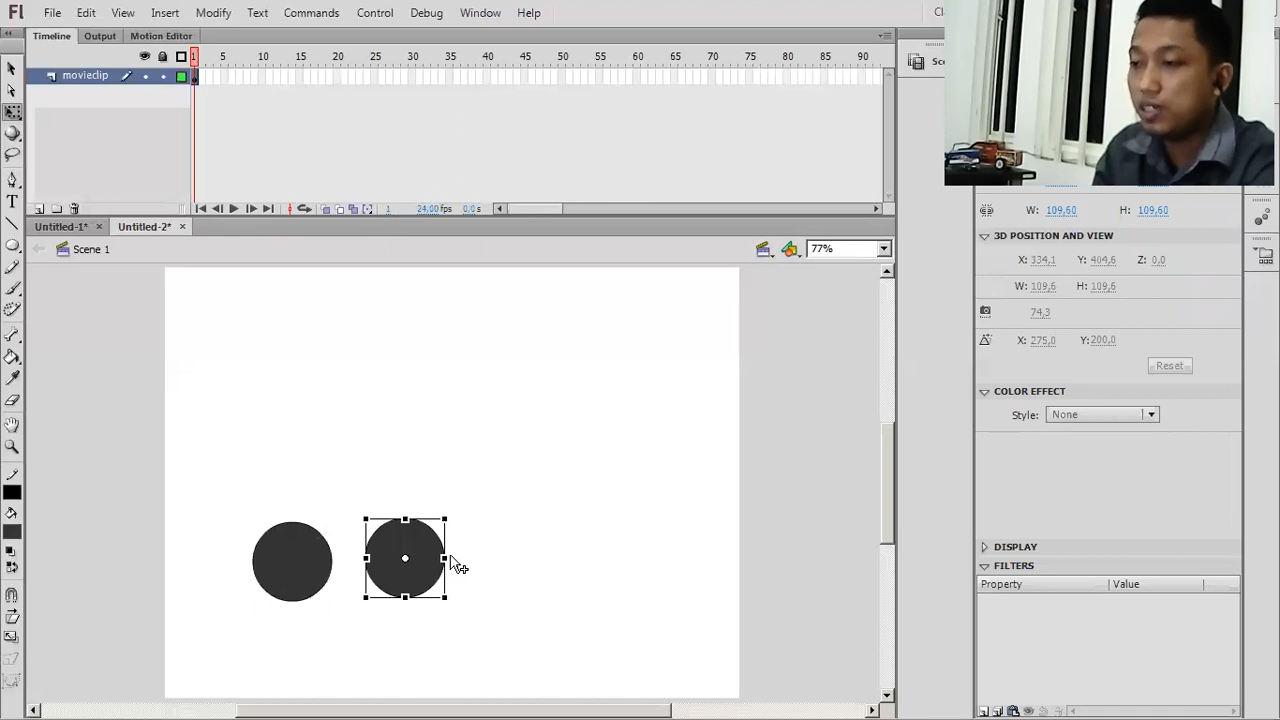 Fl File Edit View Insert Modify Text Commands Control Debug Window Help
Timeline Output Motion Editor
1 5 10 15 20 25 30 35 40 45 50 55 60 65 70 75 80 85 90
movieclip
1 24,00 fps 0,0 s
Untitled-1* × Untitled-2* ×
Scene 1 77%
W: 109,60 H: 109,60
3D POSITION AND VIEW
X: 334,1 Y: 404,6 Z: 0,0
W: 109,6 H: 109,6
74,3
X: 275,0 Y: 200,0
Reset
COLOR EFFECT
Style: None
DISPLAY
FILTERS
Property Value